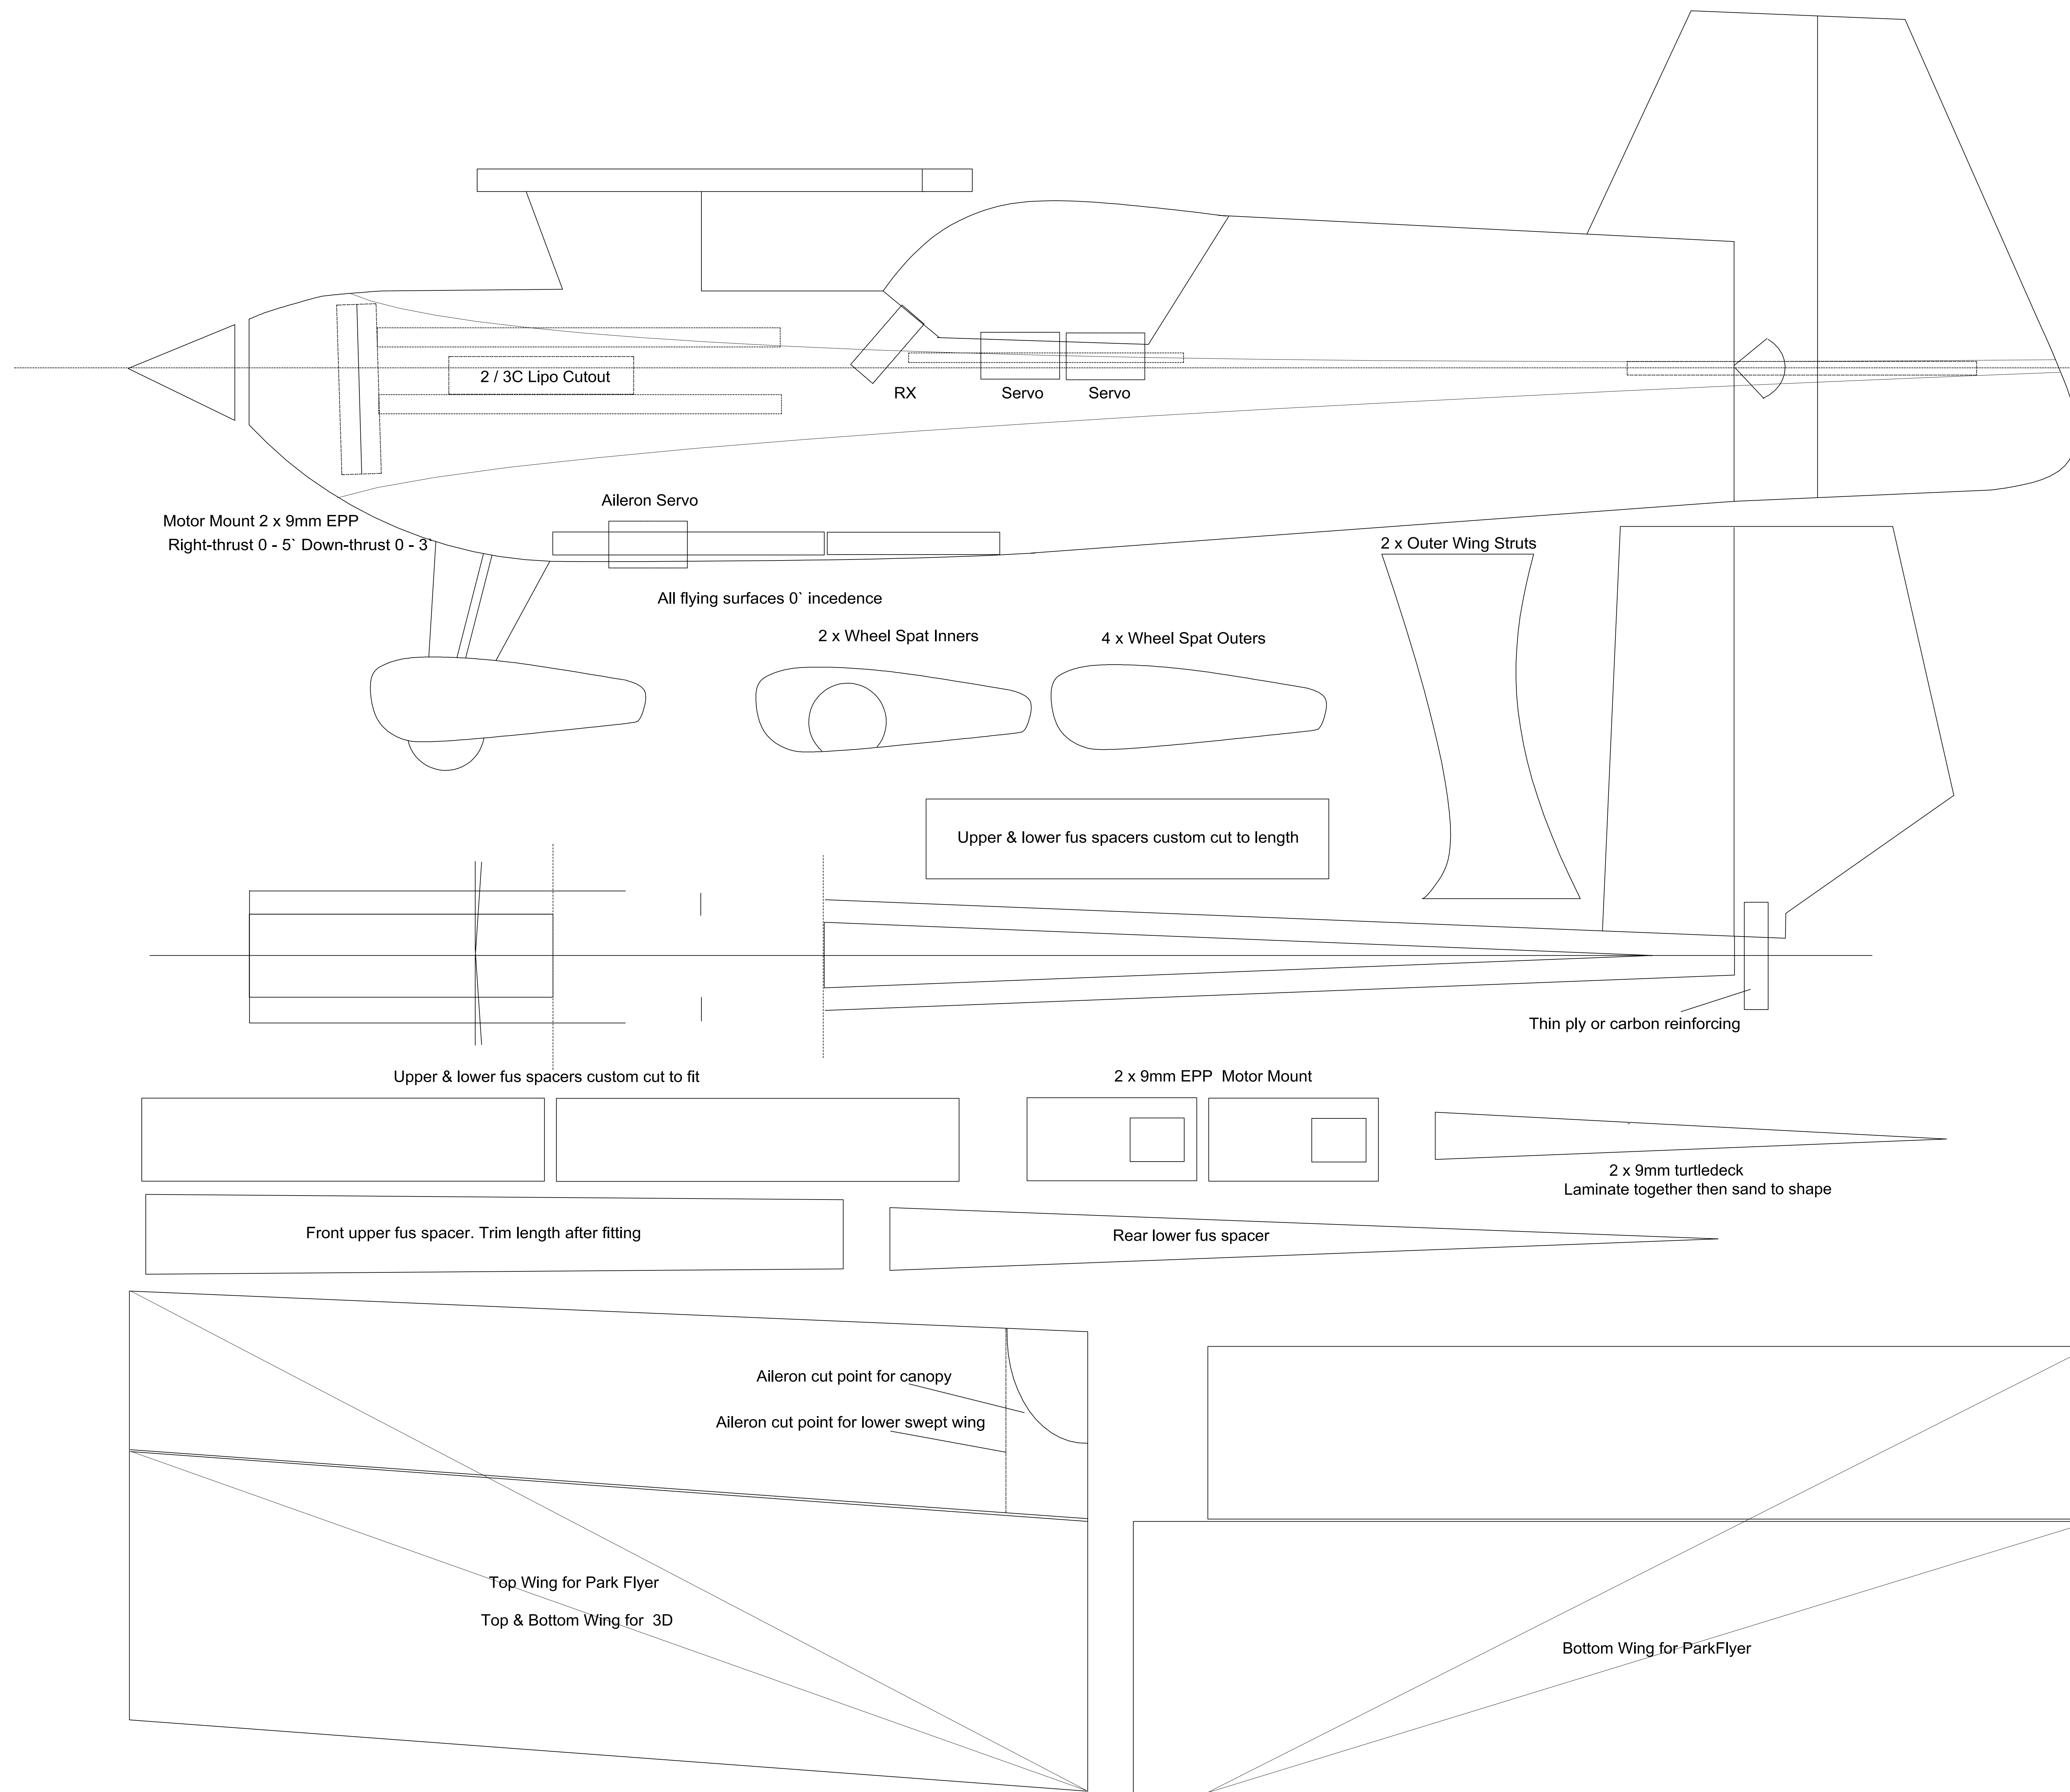 2 / 3C Lipo Cutout
RX
Servo
Servo
Aileron Servo
Motor Mount 2 x 9mm EPP
Right-thrust 0 - 5` Down-thrust 0 - 3`
2 x Outer Wing Struts
All flying surfaces 0` incedence
2 x Wheel Spat Inners
4 x Wheel Spat Outers
Upper & lower fus spacers custom cut to length
Thin ply or carbon reinforcing
Upper & lower fus spacers custom cut to fit
2 x 9mm EPP  Motor Mount
2 x 9mm turtledeck
Laminate together then sand to shape
Front upper fus spacer. Trim length after fitting
Rear lower fus spacer
Aileron cut point for canopy
Aileron cut point for lower swept wing
Top Wing for Park Flyer
Top & Bottom Wing for  3D
Bottom Wing for ParkFlyer